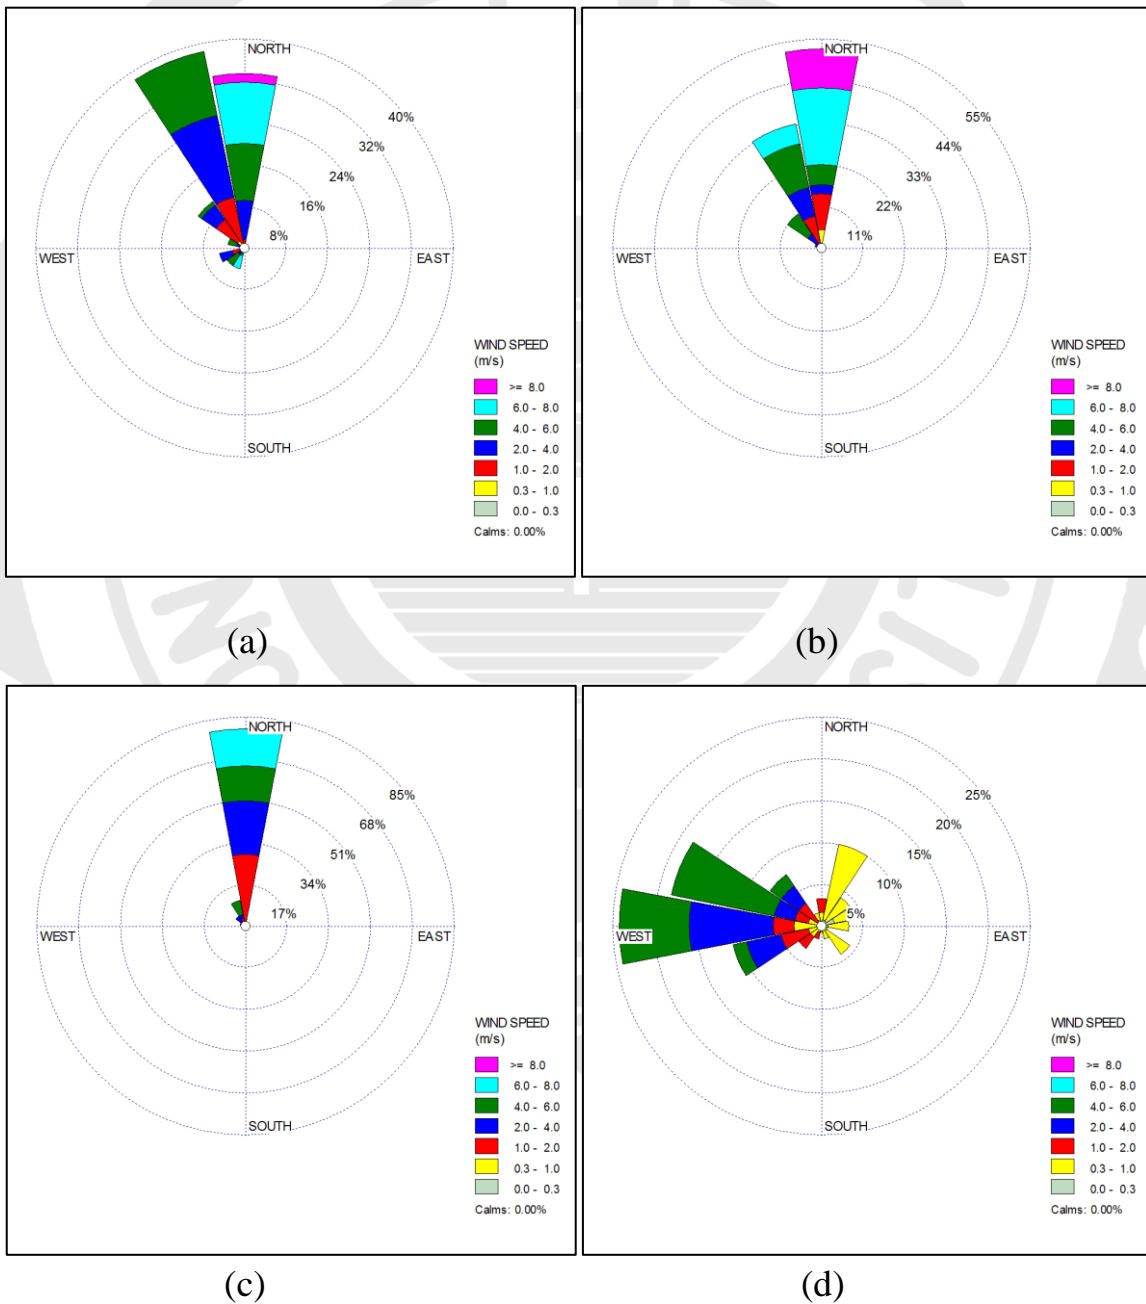 NORTH
40%
32%
24%
16%
8%
WEST
EAST
SOUTH
WIND SPEED
(m/s)
>= 8.0
6.0 - 8.0
4.0 - 6.0
2.0 - 4.0
1.0 - 2.0
0.3 - 1.0
0.0 - 0.3
Calms: 0.00%
(a)
NORTH
55%
44%
33%
22%
11%
WEST
EAST
SOUTH
WIND SPEED
(m/s)
>= 8.0
6.0 - 8.0
4.0 - 6.0
2.0 - 4.0
1.0 - 2.0
0.3 - 1.0
0.0 - 0.3
Calms: 0.00%
(b)
NORTH
85%
68%
51%
34%
17%
WEST
EAST
SOUTH
WIND SPEED
(m/s)
>= 8.0
6.0 - 8.0
4.0 - 6.0
2.0 - 4.0
1.0 - 2.0
0.3 - 1.0
0.0 - 0.3
Calms: 0.00%
(c)
NORTH
25%
20%
15%
10%
5%
WEST
EAST
SOUTH
WIND SPEED
(m/s)
>= 8.0
6.0 - 8.0
4.0 - 6.0
2.0 - 4.0
1.0 - 2.0
0.3 - 1.0
0.0 - 0.3
Calms: 0.00%
(d)